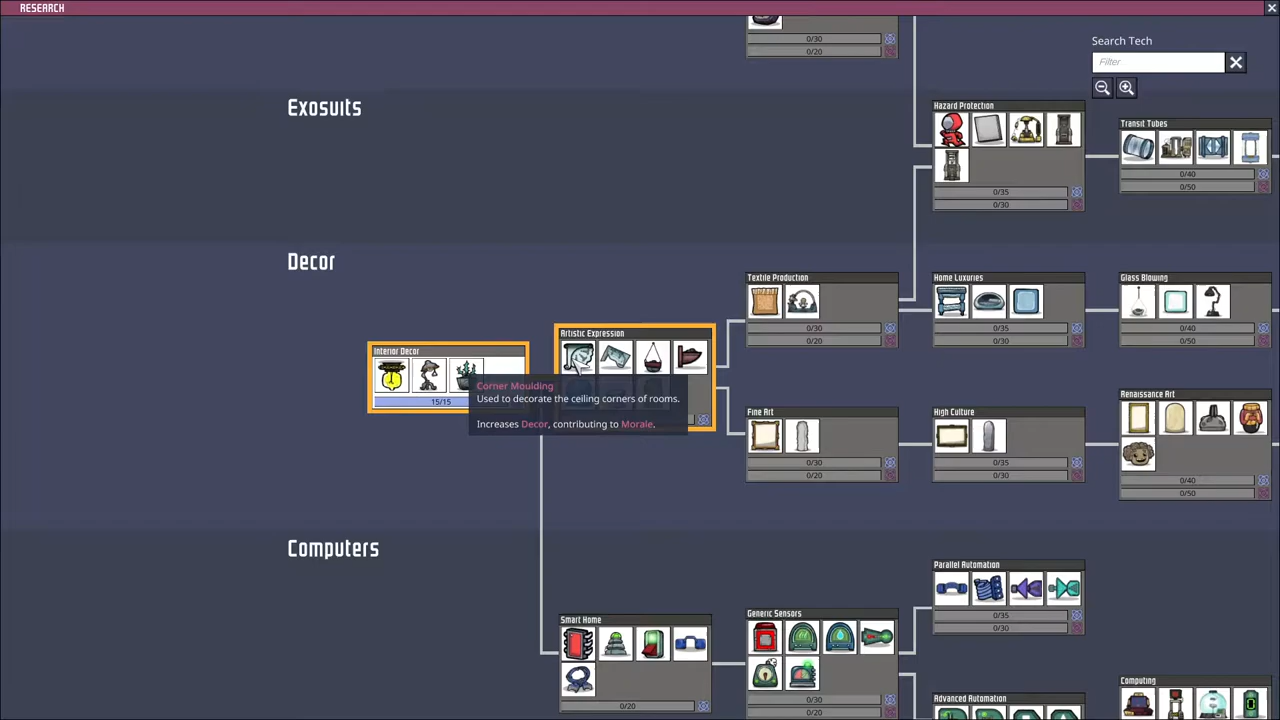 RESEARCH
Search Tech
Filter
0/30
0/20
Exosuits
Hazard Protection
0/35
0/30
Transit Tubes
0/40
0/50
Decor
Interior Decor
15/15
Artistic Expression
Corner Moulding
Used to decorate the ceiling corners of rooms.
Increases Decor, contributing to Morale.
Textile Production
0/30
0/20
Home Luxuries
0/35
0/30
Glass Blowing
0/40
0/50
Fine Art
0/30
0/20
High Culture
0/35
0/30
Renaissance Art
0/40
0/50
Computers
Smart Home
0/20
Generic Sensors
0/30
0/20
Parallel Automation
0/35
0/30
Advanced Automation
Computing